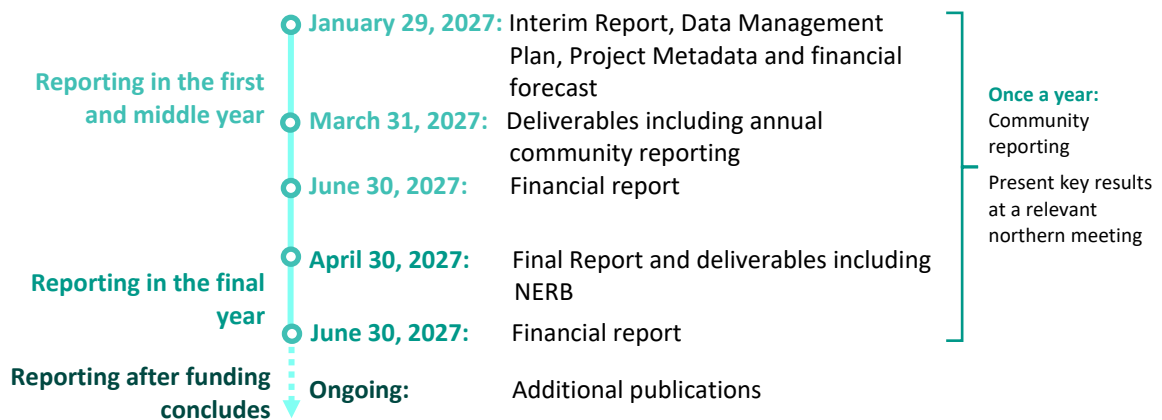 Reporting in the first
and middle year
January 29, 2027: Interim Report, Data Management
Plan, Project Metadata and financial
forecast
March 31, 2027: Deliverables including annual
community reporting
June 30, 2027: Financial report
Reporting in the final
year
April 30, 2027: Final Report and deliverables including
NERB
June 30, 2027: Financial report
Reporting after funding
concludes
Ongoing: Additional publications
Once a year:
Community
reporting
Present key results
at a relevant
northern meeting